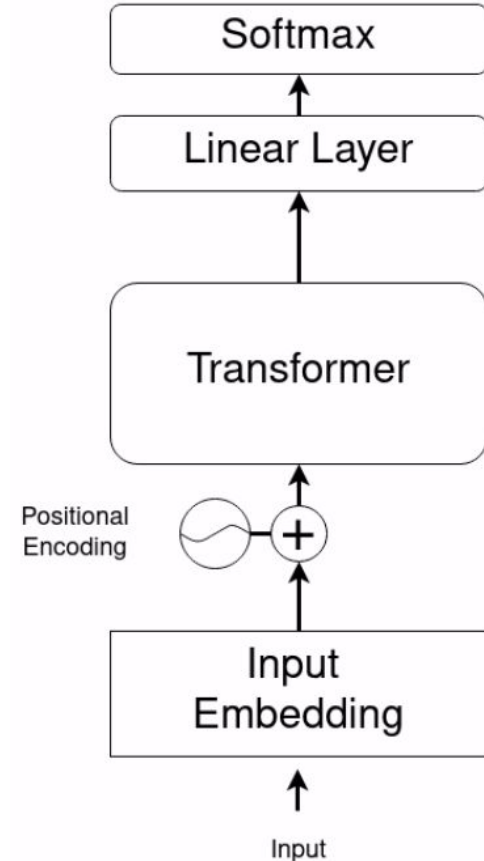 Softmax
Linear Layer
Transformer
Positional
Encoding
+
Input
Embedding
Input